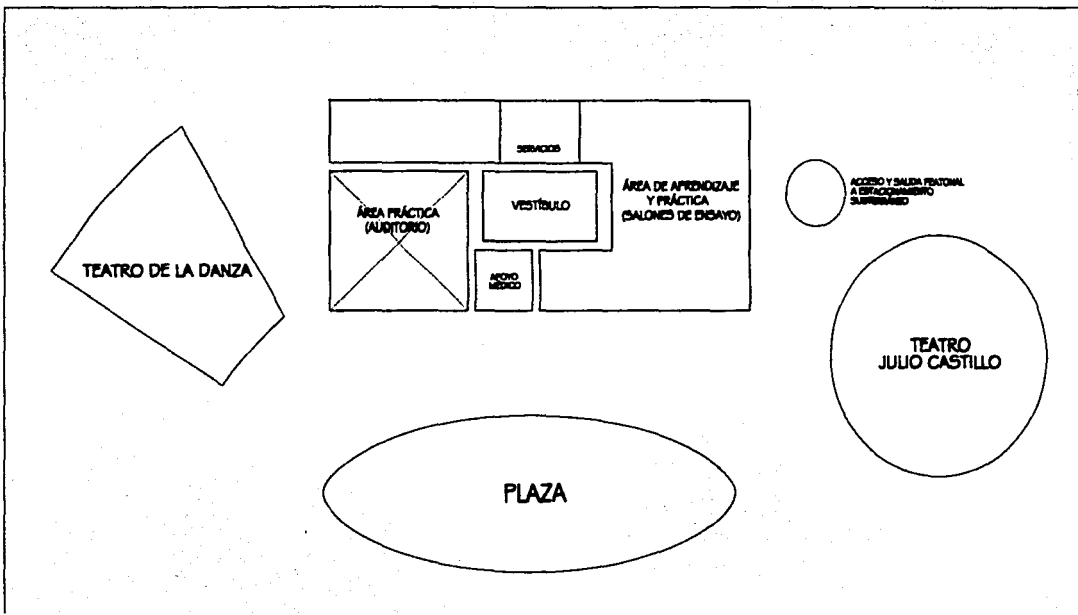 SERVICIOS
ÁREA DE APRENDIZAJE
Y PRÁCTICA
(SALONES DE ENSAYO)
ACCESO Y SALIDA PEATONAL
A ESTACIONAMIENTO
SUBTERRÁNEO
VESTÍBULO
ÁREA PRÁCTICA
(AUDITORIO)
TEATRO DE LA DANZA
APOYO
MÉDICO
TEATRO
JULIO CASTILLO
PLAZA